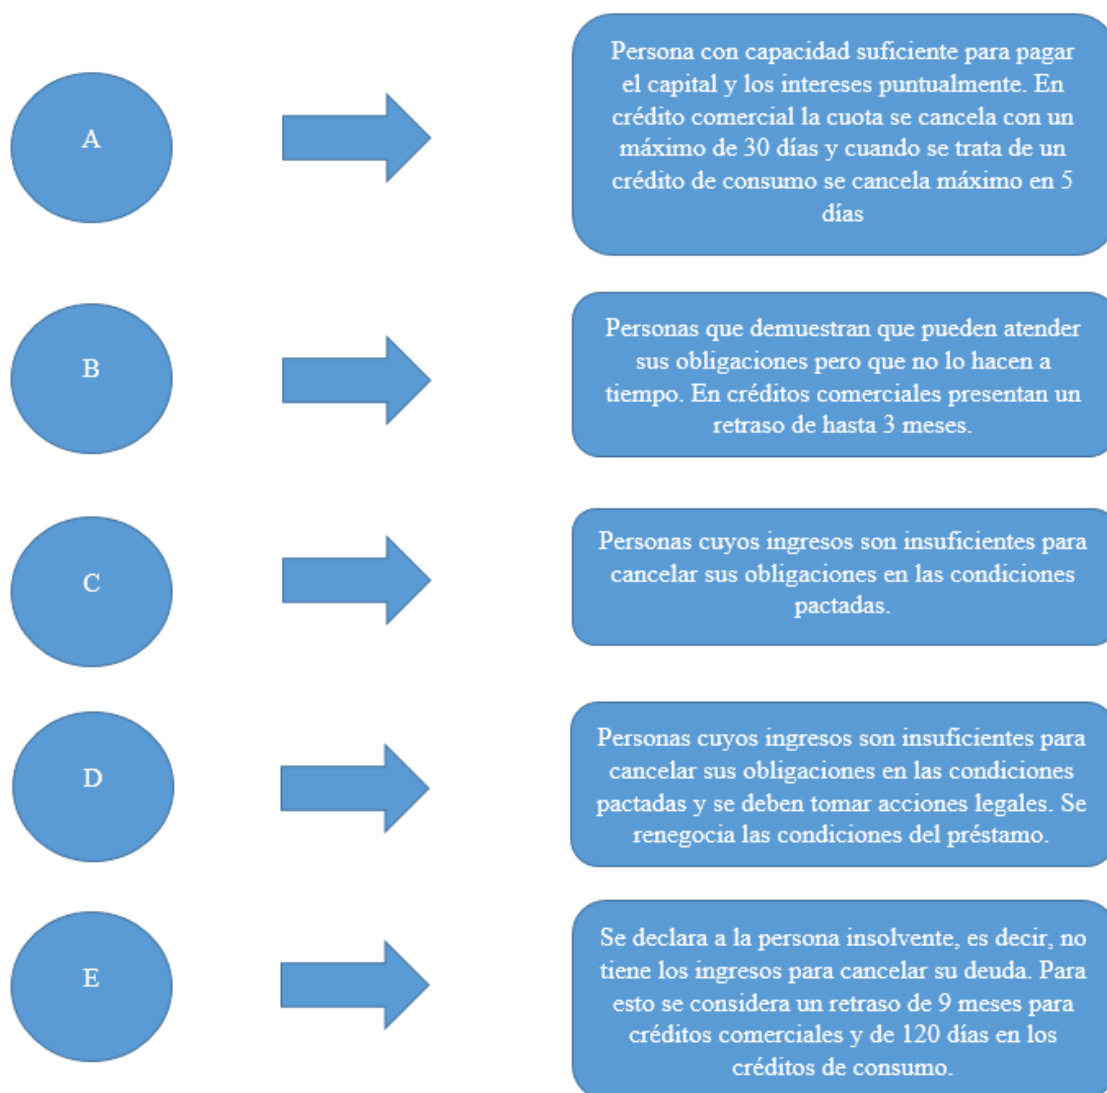 A
Persona con capacidad suficiente para pagar
el capital y los intereses puntualmente. En
crédito comercial la cuota se cancela con un
máximo de 30 días y cuando se trata de un
crédito de consumo se cancela máximo en 5
días
B
Personas que demuestran que pueden atender
sus obligaciones pero que no lo hacen a
tiempo. En créditos comerciales presentan un
retraso de hasta 3 meses.
C
Personas cuyos ingresos son insuficientes para
cancelar sus obligaciones en las condiciones
pactadas.
D
Personas cuyos ingresos son insuficientes para
cancelar sus obligaciones en las condiciones
pactadas y se deben tomar acciones legales. Se
renegocia las condiciones del préstamo.
E
Se declara a la persona insolvente, es decir, no
tiene los ingresos para cancelar su deuda. Para
esto se considera un retraso de 9 meses para
créditos comerciales y de 120 días en los
créditos de consumo.